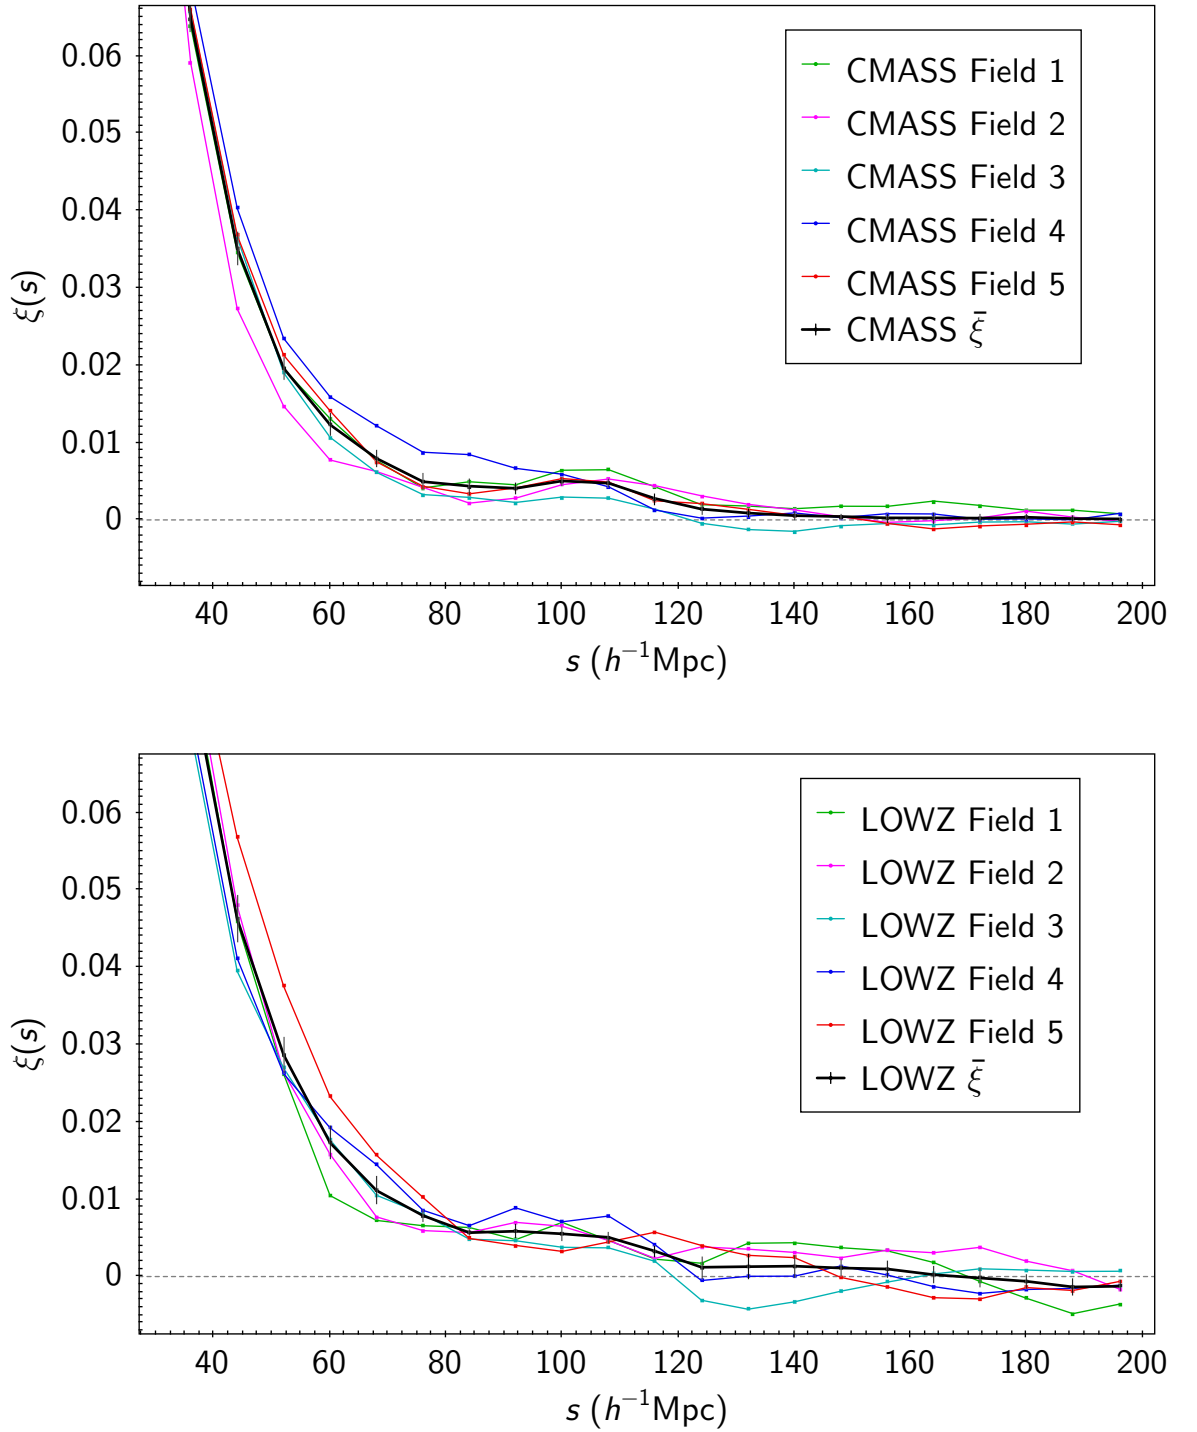 0.06
0.05
0.04
0.03
0.02
0.01
0
ξ(s)
CMASS Field 1
CMASS Field 2
CMASS Field 3
CMASS Field 4
CMASS Field 5
CMASS ξ̄
40 60 80 100 120 140 160 180 200
s (h⁻¹Mpc)
0.06
0.05
0.04
0.03
0.02
0.01
0
ξ(s)
LOWZ Field 1
LOWZ Field 2
LOWZ Field 3
LOWZ Field 4
LOWZ Field 5
LOWZ ξ̄
40 60 80 100 120 140 160 180 200
s (h⁻¹Mpc)